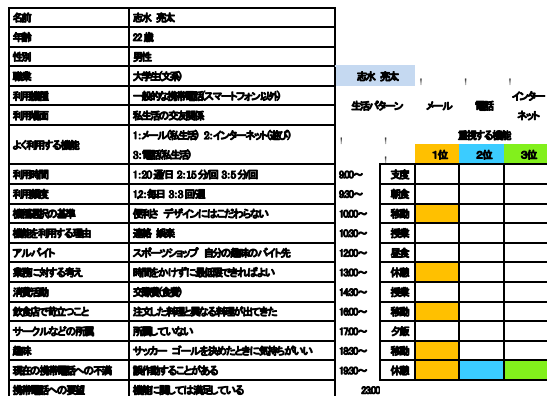 名前 志水 亮太
年齢 22 歳
性別 男性
職業 大学生(文系)
利用機種 一般的な携帯電話(スマートフォン以外)
利用場面 私生活の交友関係
よく利用する機能 1:メール(私生活) 2:インターネット(遊び)
3:電話(私生活)
利用時間 1:20 通/日 2:15 分/回 3:5 分/回
利用頻度 1,2:毎日 3:3 回/週
機種選択の基準 便利さ デザインにはこだわらない
機能を利用する理由 連絡 娯楽
アルバイト スポーツショップ 自分の趣味のバイト先
業務に対する考え 時間をかけずに最低限できればよい
消費活動 交際費(食費)
飲食店で苛立つこと 注文した料理と異なる料理が出てきた
サークルなどの所属 所属していない
趣味 サッカー ゴールを決めたときに気持ちがいい
現在の携帯電話への不満 誤作動することがある
携帯電話への要望 機能に関しては満足している
志水 亮太
生活パターン メール 電話 インターネット
重視する機能
1位 2位 3位
9:00～ 支度
9:30～ 朝食
10:00～ 移動
10:30～ 授業
12:00～ 昼食
13:00～ 休憩
14:30～ 授業
16:00～ 移動
17:00～ 夕飯
18:30～ 移動
19:30～ 休憩
23:00